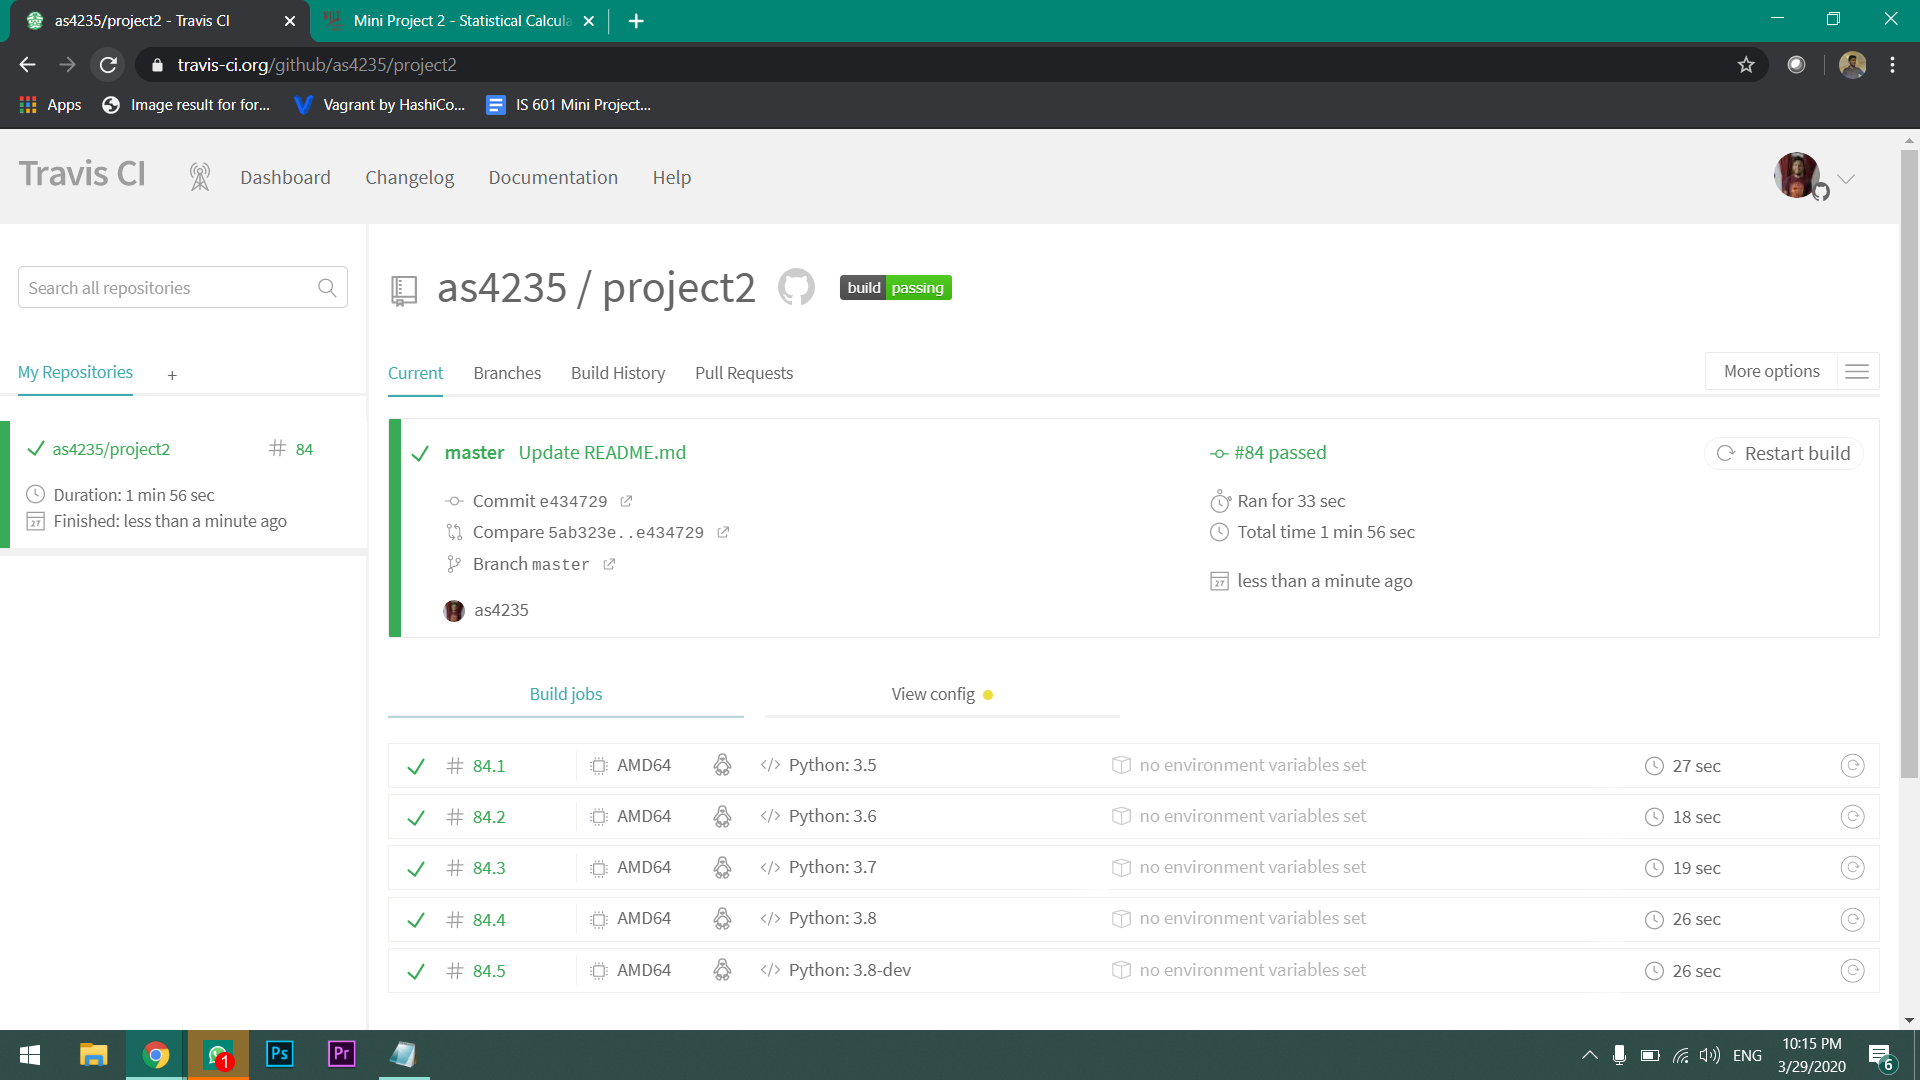 as4235/project2 - Travis CI
Mini Project 2 - Statistical Calcula
travis-ci.org/github/as4235/project2
Apps
Image result for for...
Vagrant by HashiCo...
IS 601 Mini Project...
Travis CI
Dashboard
Changelog
Documentation
Help
Search all repositories
as4235 / project2
build passing
My Repositories
+
Current
Branches
Build History
Pull Requests
More options
as4235/project2
# 84
Duration: 1 min 56 sec
Finished: less than a minute ago
master Update README.md
#84 passed
Restart build
Commit e434729
Ran for 33 sec
Compare 5ab323e..e434729
Total time 1 min 56 sec
Branch master
27 less than a minute ago
as4235
Build jobs
View config
# 84.1 AMD64 </> Python: 3.5 no environment variables set 27 sec
# 84.2 AMD64 </> Python: 3.6 no environment variables set 18 sec
# 84.3 AMD64 </> Python: 3.7 no environment variables set 19 sec
# 84.4 AMD64 </> Python: 3.8 no environment variables set 26 sec
# 84.5 AMD64 </> Python: 3.8-dev no environment variables set 26 sec
1
Ps
Pr
ENG
10:15 PM
3/29/2020
6